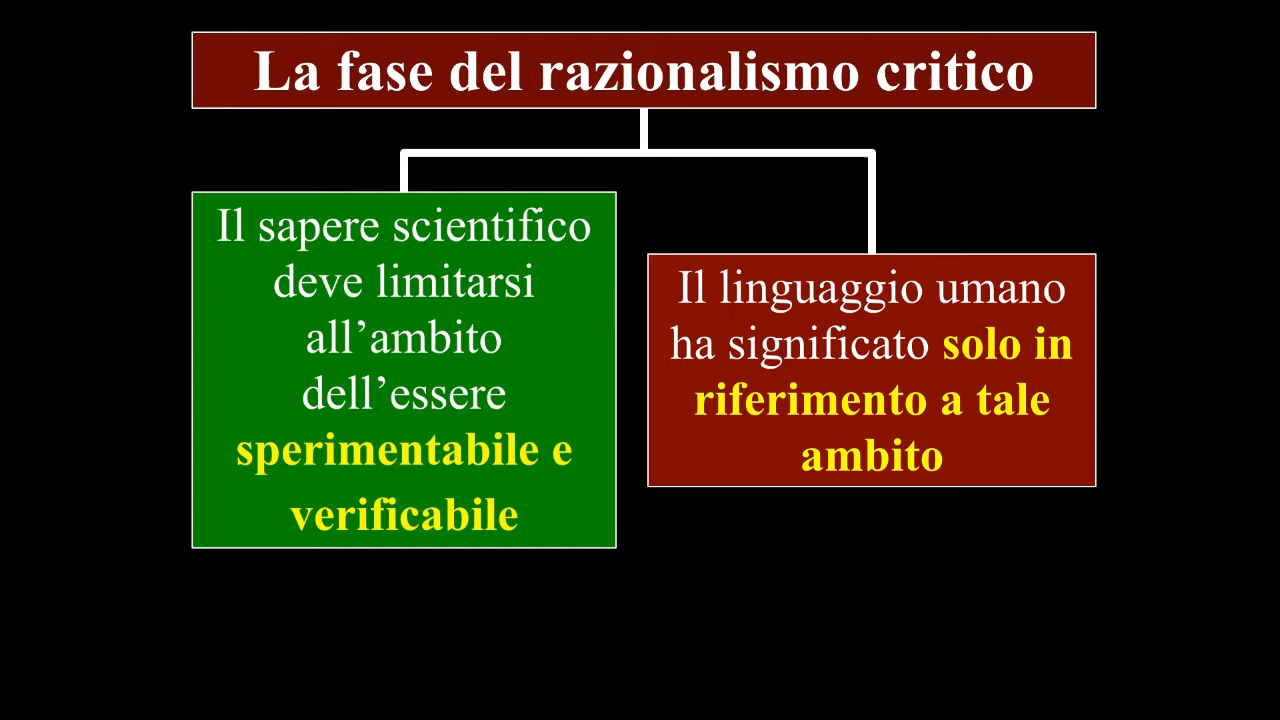 La fase del razionalismo critico
Il sapere scientifico
deve limitarsi
all’ambito
dell’essere
sperimentabile e
verificabile
Il linguaggio umano
ha significato solo in
riferimento a tale
ambito